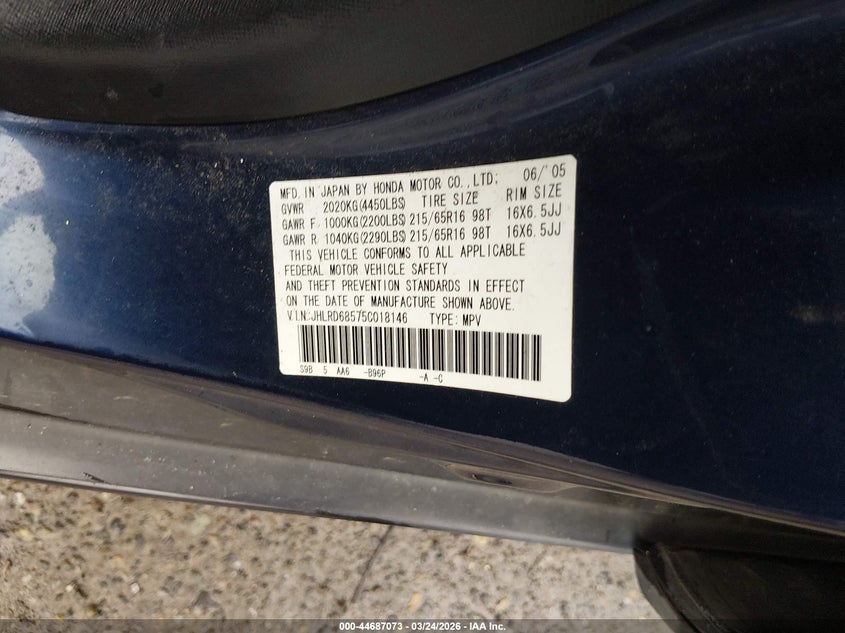 MFD. IN JAPAN BY HONDA MOTOR CO., LTD; 06/'05
GVWR 2020KG(4450LBS) TIRE SIZE RIM SIZE
GAWR F 1000KG(2200LBS) 215/65R16 98T 16X6.5JJ
GAWR R 1040KG(2290LBS) 215/65R16 98T 16X6.5JJ
THIS VEHICLE CONFORMS TO ALL APPLICABLE
FEDERAL MOTOR VEHICLE SAFETY
AND THEFT PREVENTION STANDARDS IN EFFECT
ON THE DATE OF MANUFACTURE SHOWN ABOVE.
V.I.N:JHLRD68575C018146 TYPE: MPV
S9B 5 AA6 -B96P -A -C
000-44687073 - 03/24/2026 - IAA Inc.